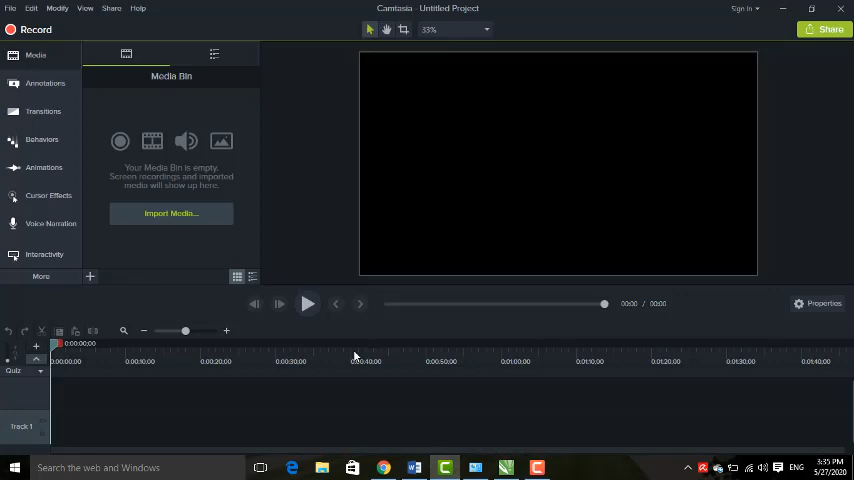 File Edit Modify View Share Help
Camtasia - Untitled Project
Sign In
Record
33%
Share
Media
Annotations
Transitions
Behaviors
Animations
Cursor Effects
Voice Narration
Interactivity
More
Media Bin
Your Media Bin is empty.
Screen recordings and imported
media will show up here.
Import Media...
00:00 / 00:00
Properties
0:00:00;00
0:00:00;00 0:00:10;00 0:00:20;00 0:00:30;00 0:00:40;00 0:00:50;00 0:01:00;00 0:01:10;00 0:01:20;00 0:01:30;00 0:01:40;00
Quiz
Track 1
Search the web and Windows
ENG
3:35 PM
5/27/2020